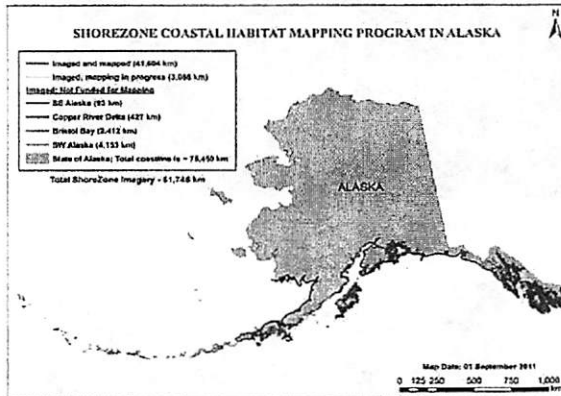 N
SHOREZONE COASTAL HABITAT MAPPING PROGRAM IN ALASKA
Imaged and mapped (41,604 km)
Imaged, mapping in progress (3,068 km)
Imaged; Not Funded for Mapping
SE Alaska (93 km)
Copper River Delta (427 km)
Bristol Bay (2,412 km)
SW Alaska (4,153 km)
State of Alaska; Total coastline is ~ 75,450 km
Total ShoreZone Imagery = 51,748 km
ALASKA
Map Date: 01 September 2011
0 125 250 500 750 1,000
km